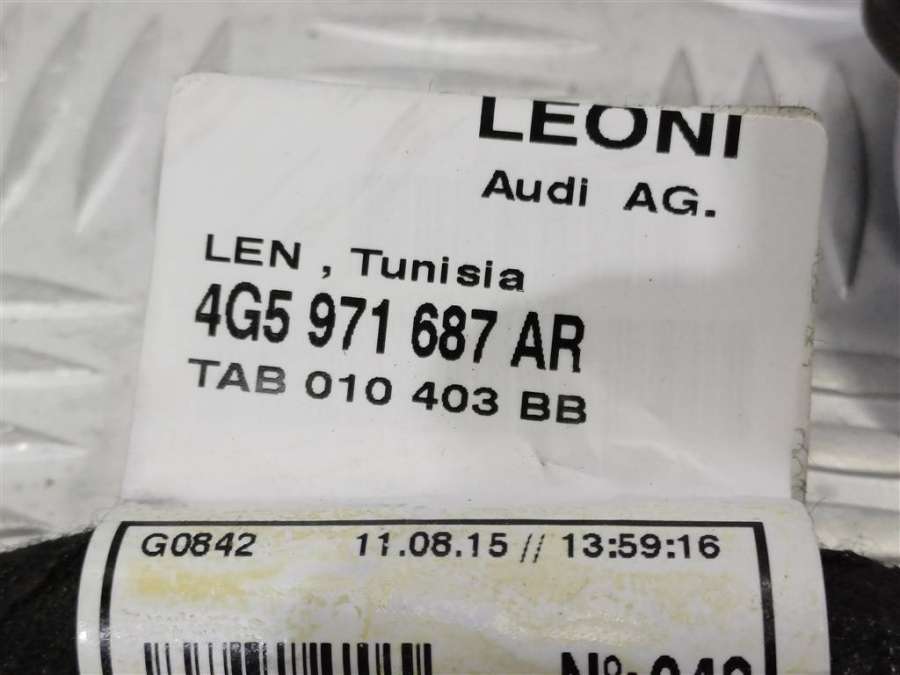 LEONI
Audi AG.
LEN , Tunisia
4G5 971 687 AR
TAB 010 403 BB
G0842 11.08.15 // 13:59:16